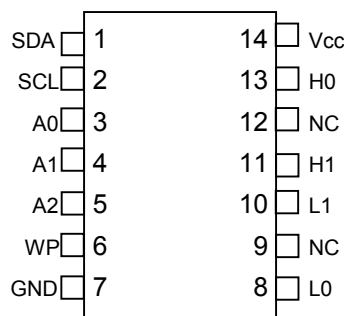 SDA 1 14 Vcc
SCL 2 13 H0
A0 3 12 NC
A1 4 11 H1
A2 5 10 L1
WP 6 9 NC
GND 7 8 L0